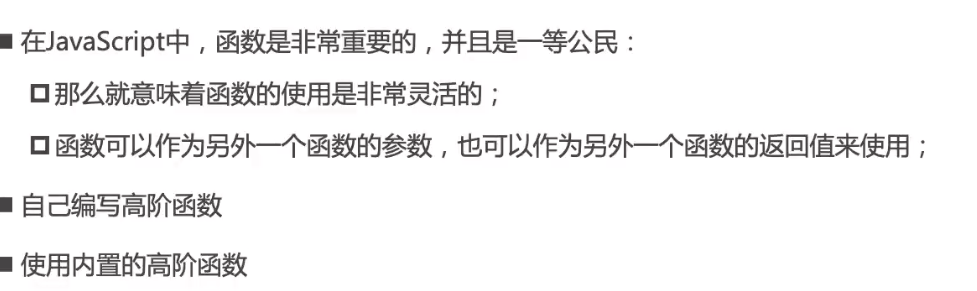 在JavaScript中，函数是非常重要的，并且是一等公民：
那么就意味着函数的使用是非常灵活的；
函数可以作为另外一个函数的参数，也可以作为另外一个函数的返回值来使用；
自己编写高阶函数
使用内置的高阶函数